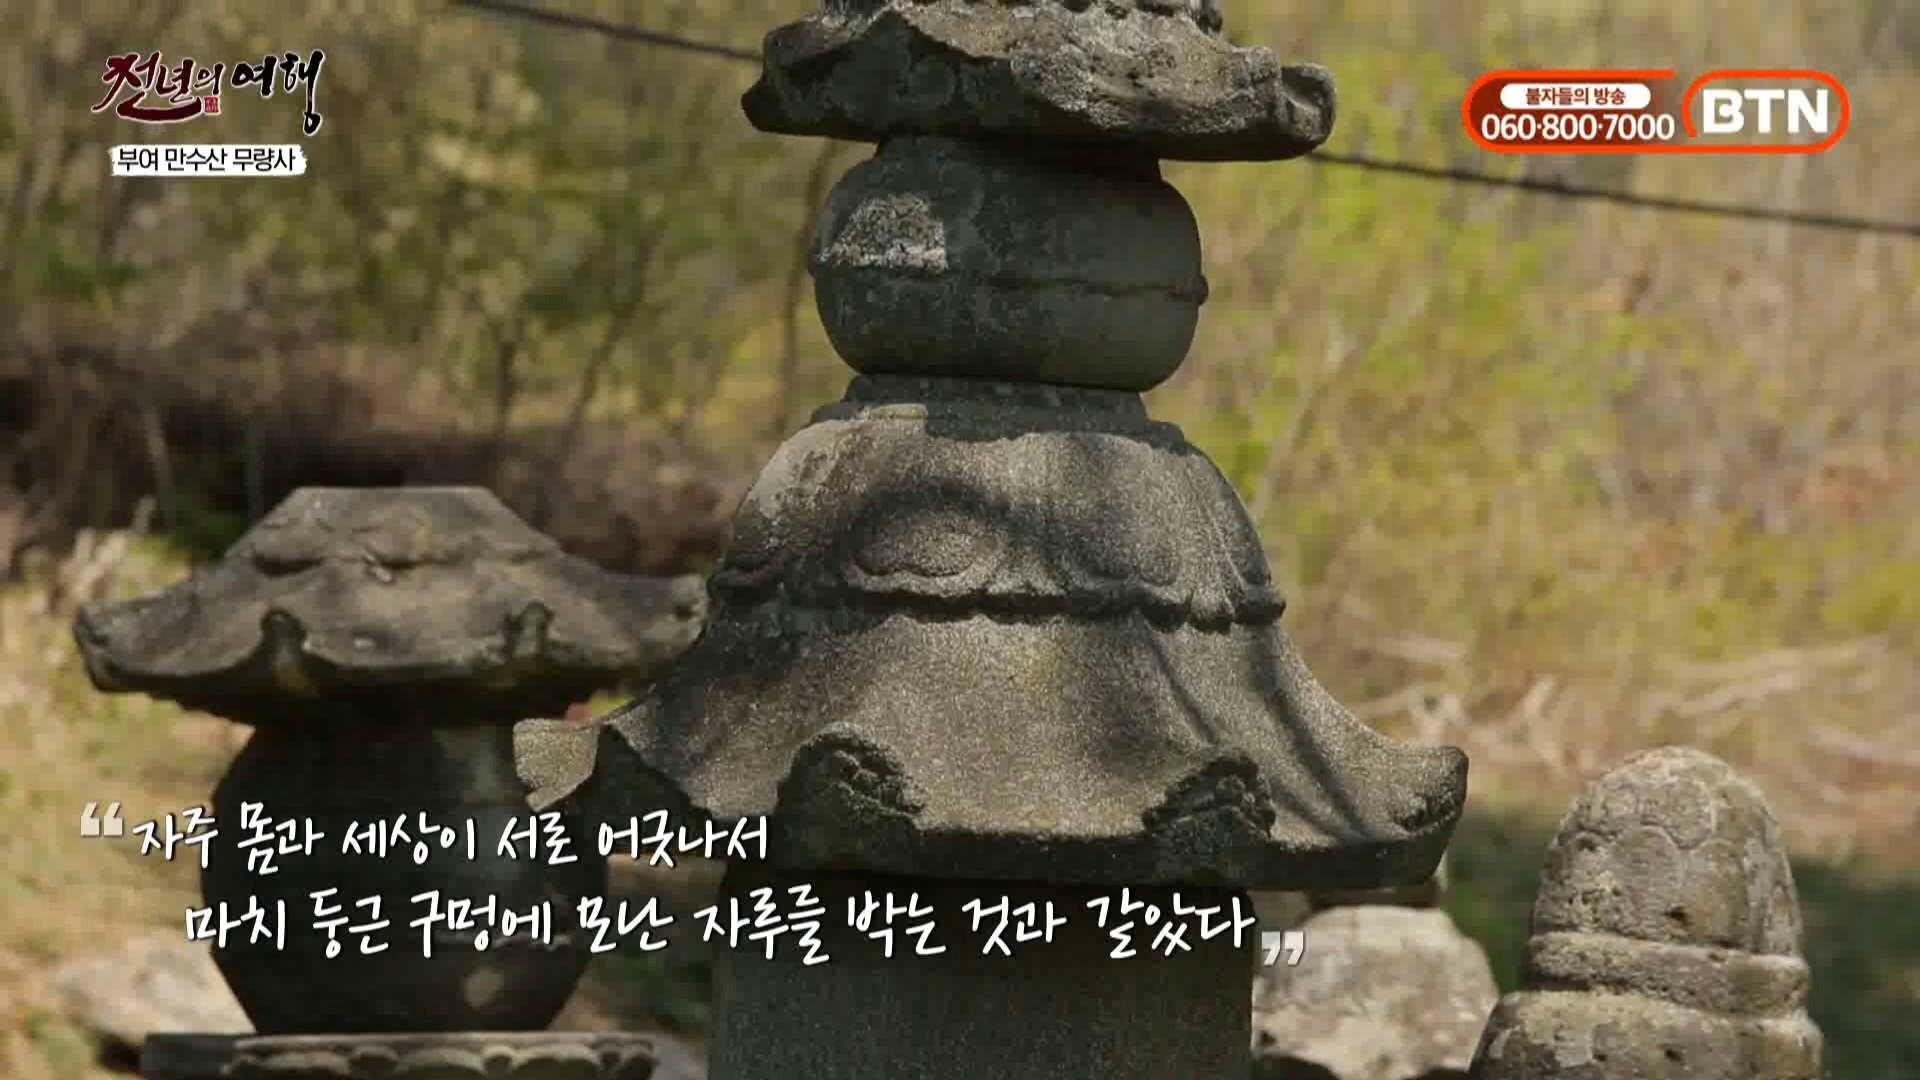 천년의 여행
부여 만수산 무량사
불자들의 방송
060·800·7000
BTN
“자주 몸과 세상이 서로 어긋나서
마치 둥근 구멍에 모난 자루를 박는 것과 같았다”